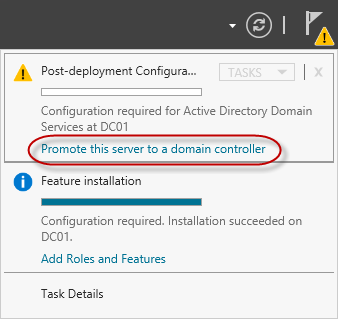 Post-deployment Configura...
TASKS
X
Configuration required for Active Directory Domain
Services at DC01
Promote this server to a domain controller
Feature installation
Configuration required. Installation succeeded on
DC01.
Add Roles and Features
Task Details